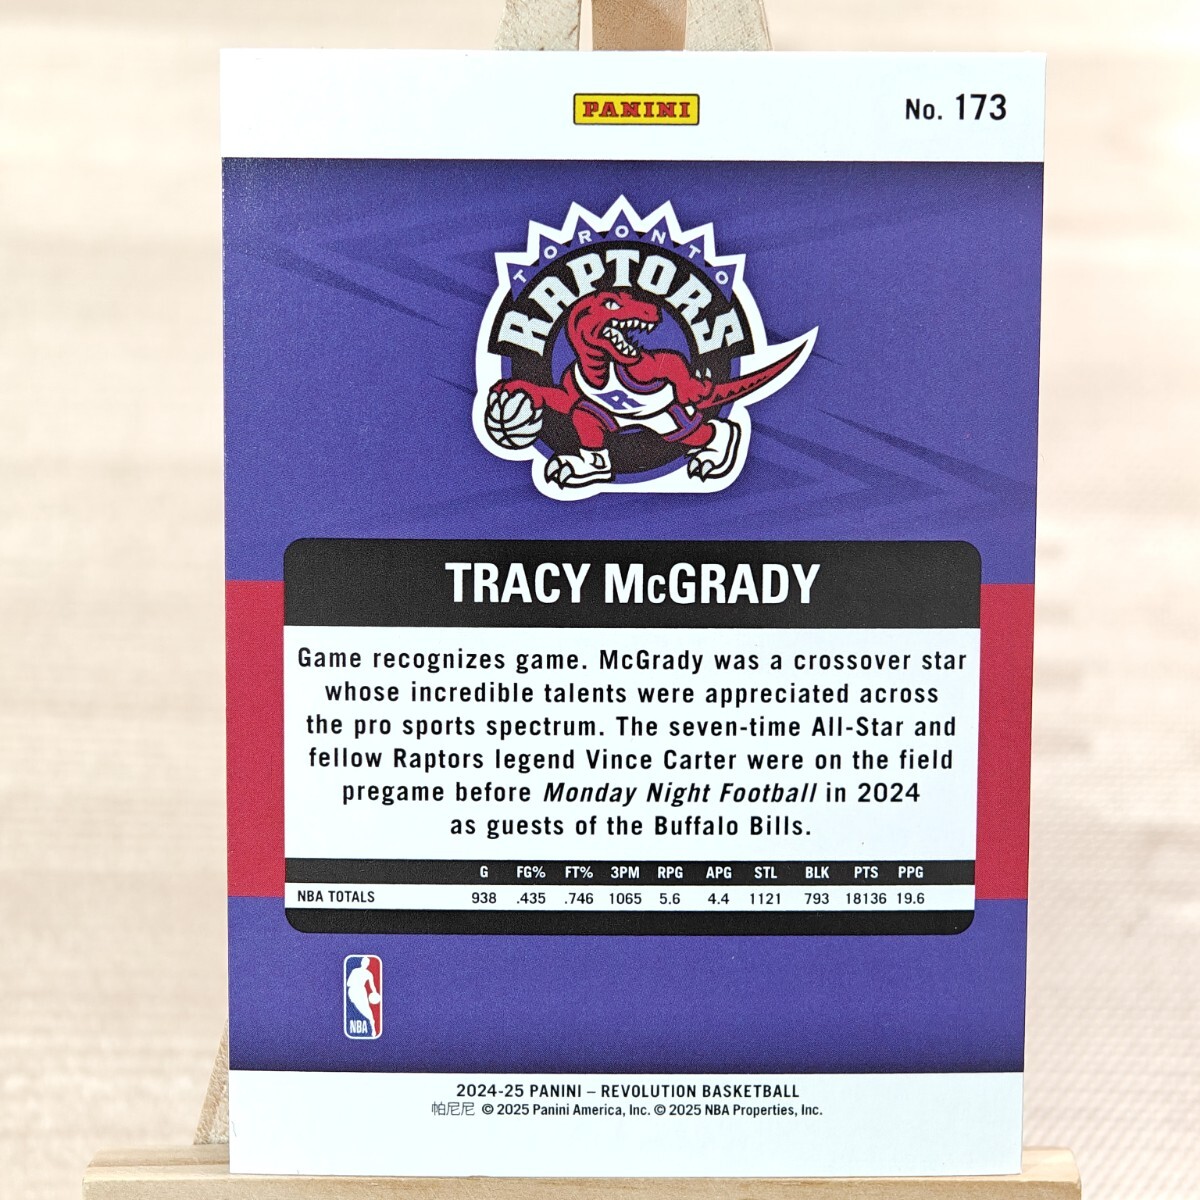 PANINI
No. 173
TORONTO
RAPTORS
TRACY McGRADY
Game recognizes game. McGrady was a crossover star
whose incredible talents were appreciated across
the pro sports spectrum. The seven-time All-Star and
fellow Raptors legend Vince Carter were on the field
pregame before Monday Night Football in 2024
as guests of the Buffalo Bills.
G FG% FT% 3PM RPG APG STL BLK PTS PPG
NBA TOTALS 938 .435 .746 1065 5.6 4.4 1121 793 18136 19.6
NBA
2024-25 PANINI – REVOLUTION BASKETBALL
帕尼尼 © 2025 Panini America, Inc. © 2025 NBA Properties, Inc.